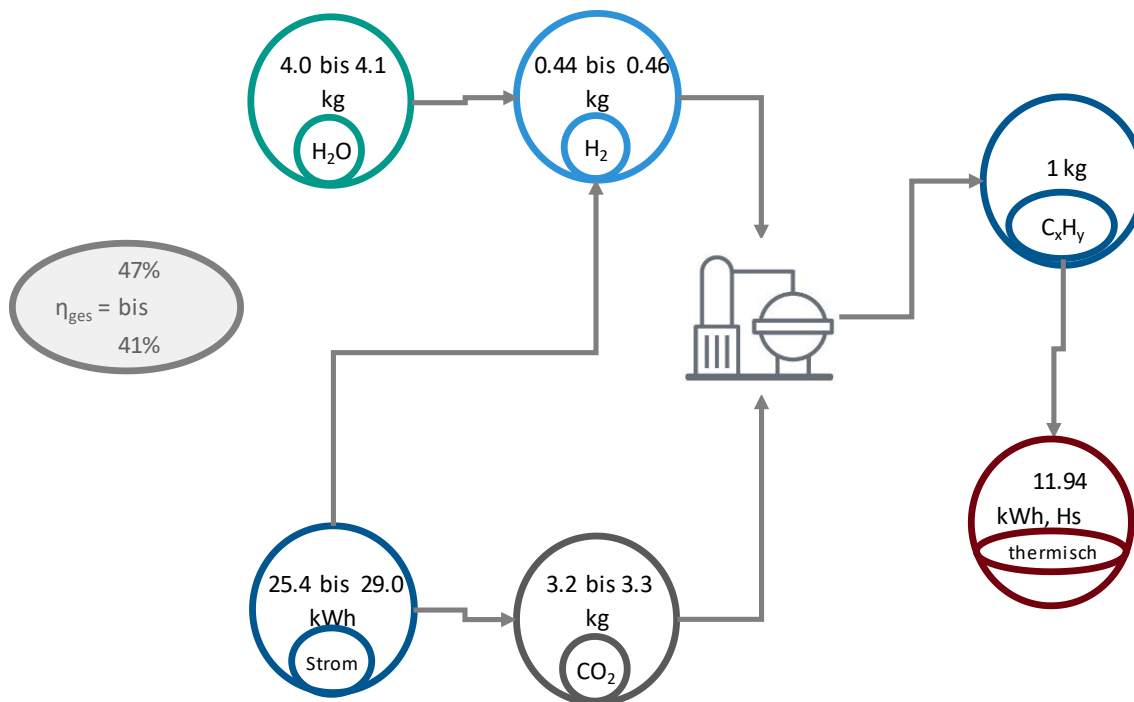 4.0 bis 4.1
kg
H₂O
0.44 bis 0.46
kg
H₂
1 kg
CₓHᵧ
47%
ηges = bis
41%
11.94
kWh, Hs
thermisch
25.4 bis 29.0
kWh
Strom
3.2 bis 3.3
kg
CO₂